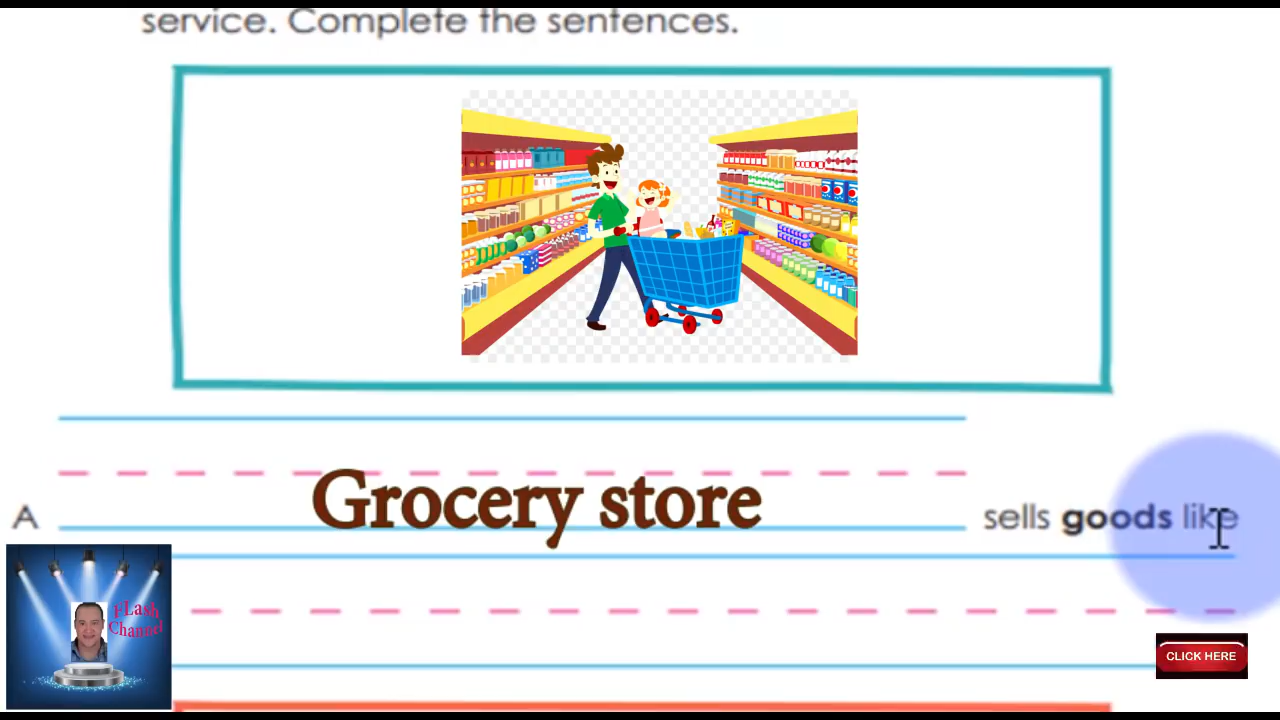 service. Complete the sentences.
Grocery store
A sells goods like
FLash
Channel
CLICK HERE